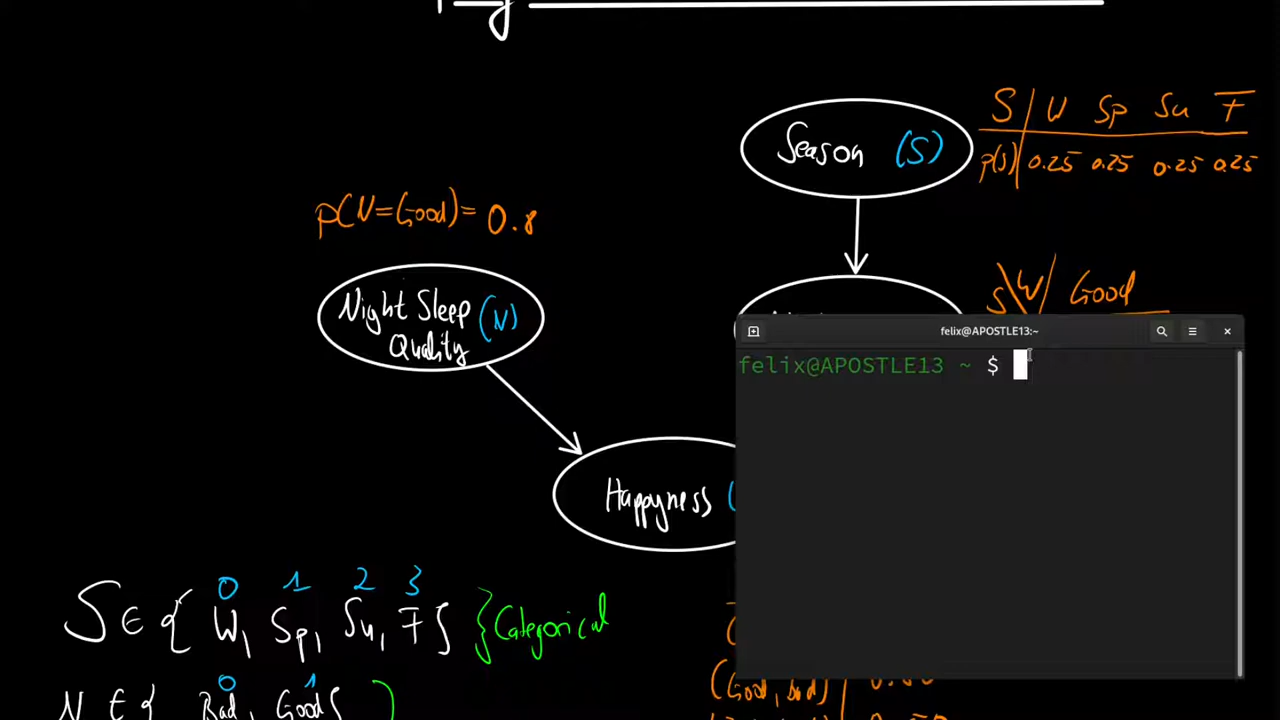 Season (S)
S | W Sp Su F
p(S) | 0.25 0.25 0.25 0.25
p(N=Good)= 0.8
Night Sleep (N)
Quality
S\W | Good
felix@APOSTLE13:~
felix@APOSTLE13 ~ $
Happyness (
0 1 2 3
S ∈ { W, Sp, Su, F } } Categorical
0 1
N ∈ { Bad, Good }
(Good, bad) |